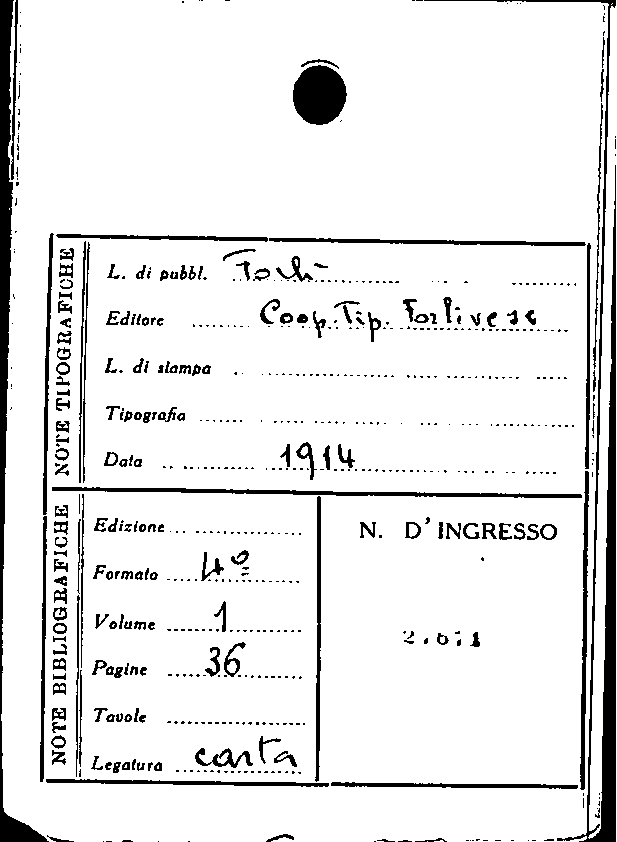 NOTE TIPOGRAFICHE
L. di pubbl. Forlì
Editore Coop. Tip. Forlivese
L. di stampa
Tipografia
Data 1914
NOTE BIBLIOGRAFICHE
Edizione
Formato 4º
Volume 1
Pagine 36
Tavole
Legatura carta
N. D'INGRESSO